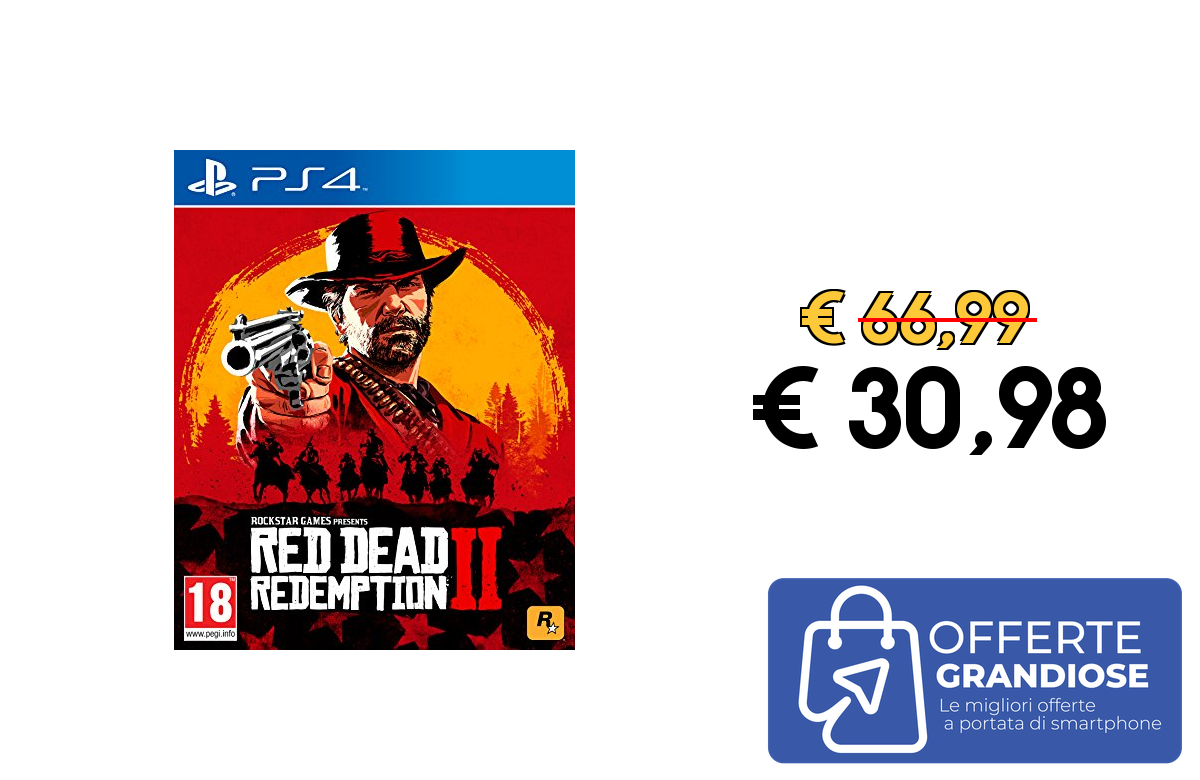 PS4
ROCKSTAR GAMES PRESENTS
RED DEAD
REDEMPTION II
18
www.pegi.info
R
€ 66,99
€ 30,98
OFFERTE
GRANDIOSE
Le migliori offerte
a portata di smartphone